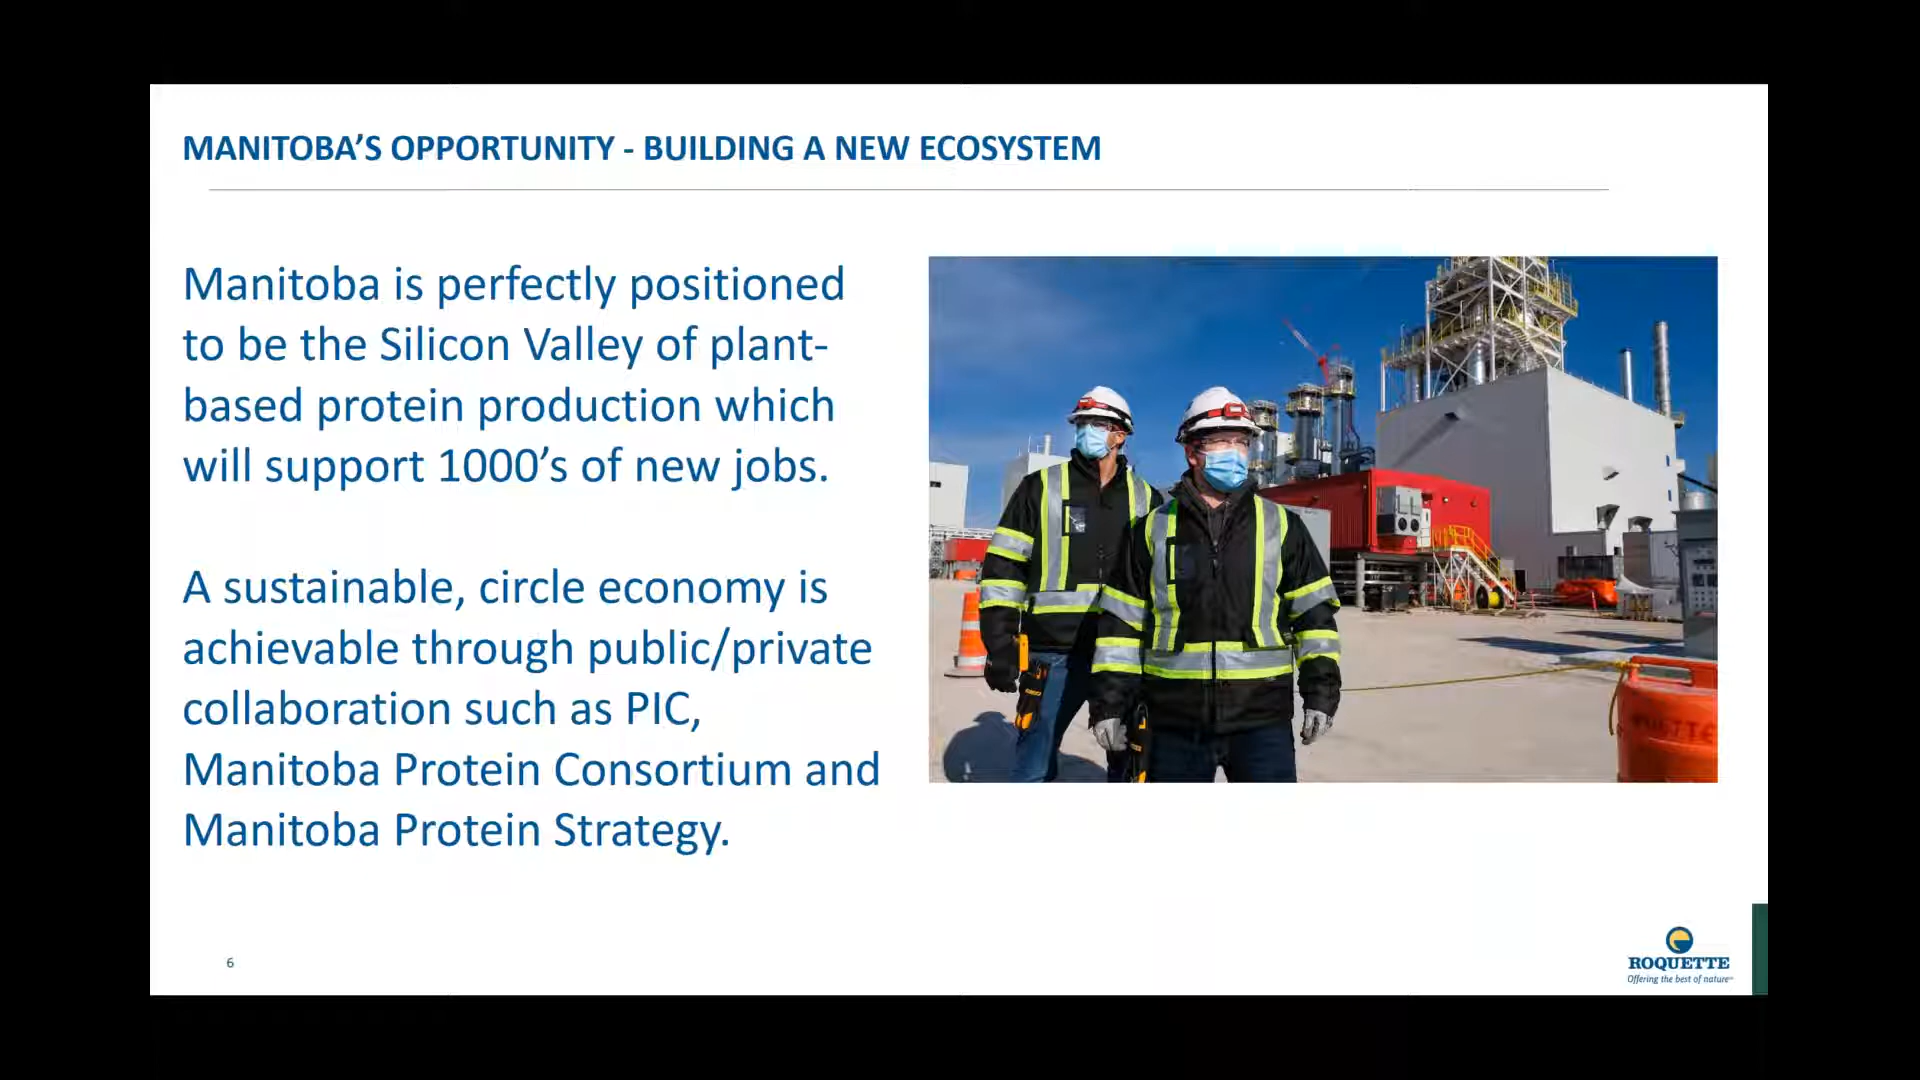 MANITOBA’S OPPORTUNITY - BUILDING A NEW ECOSYSTEM
Manitoba is perfectly positioned
to be the Silicon Valley of plant-
based protein production which
will support 1000’s of new jobs.
A sustainable, circle economy is
achievable through public/private
collaboration such as PIC,
Manitoba Protein Consortium and
Manitoba Protein Strategy.
6
ROQUETTE
Offering the best of nature™